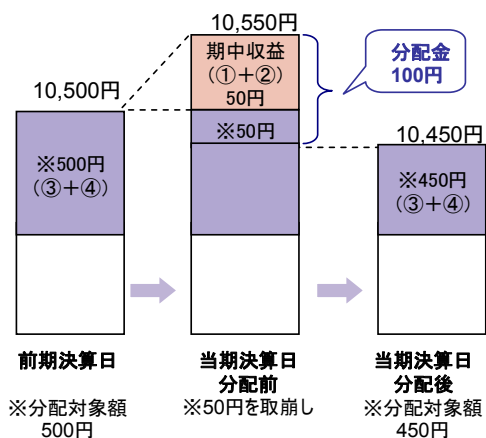 10,550円
期中収益
(①+②)
50円
分配金
100円
10,500円
※50円
10,450円
※500円
(③+④)
※450円
(③+④)
前期決算日
当期決算日
分配前
当期決算日
分配後
※分配対象額
500円
※50円を取崩し
※分配対象額
450円